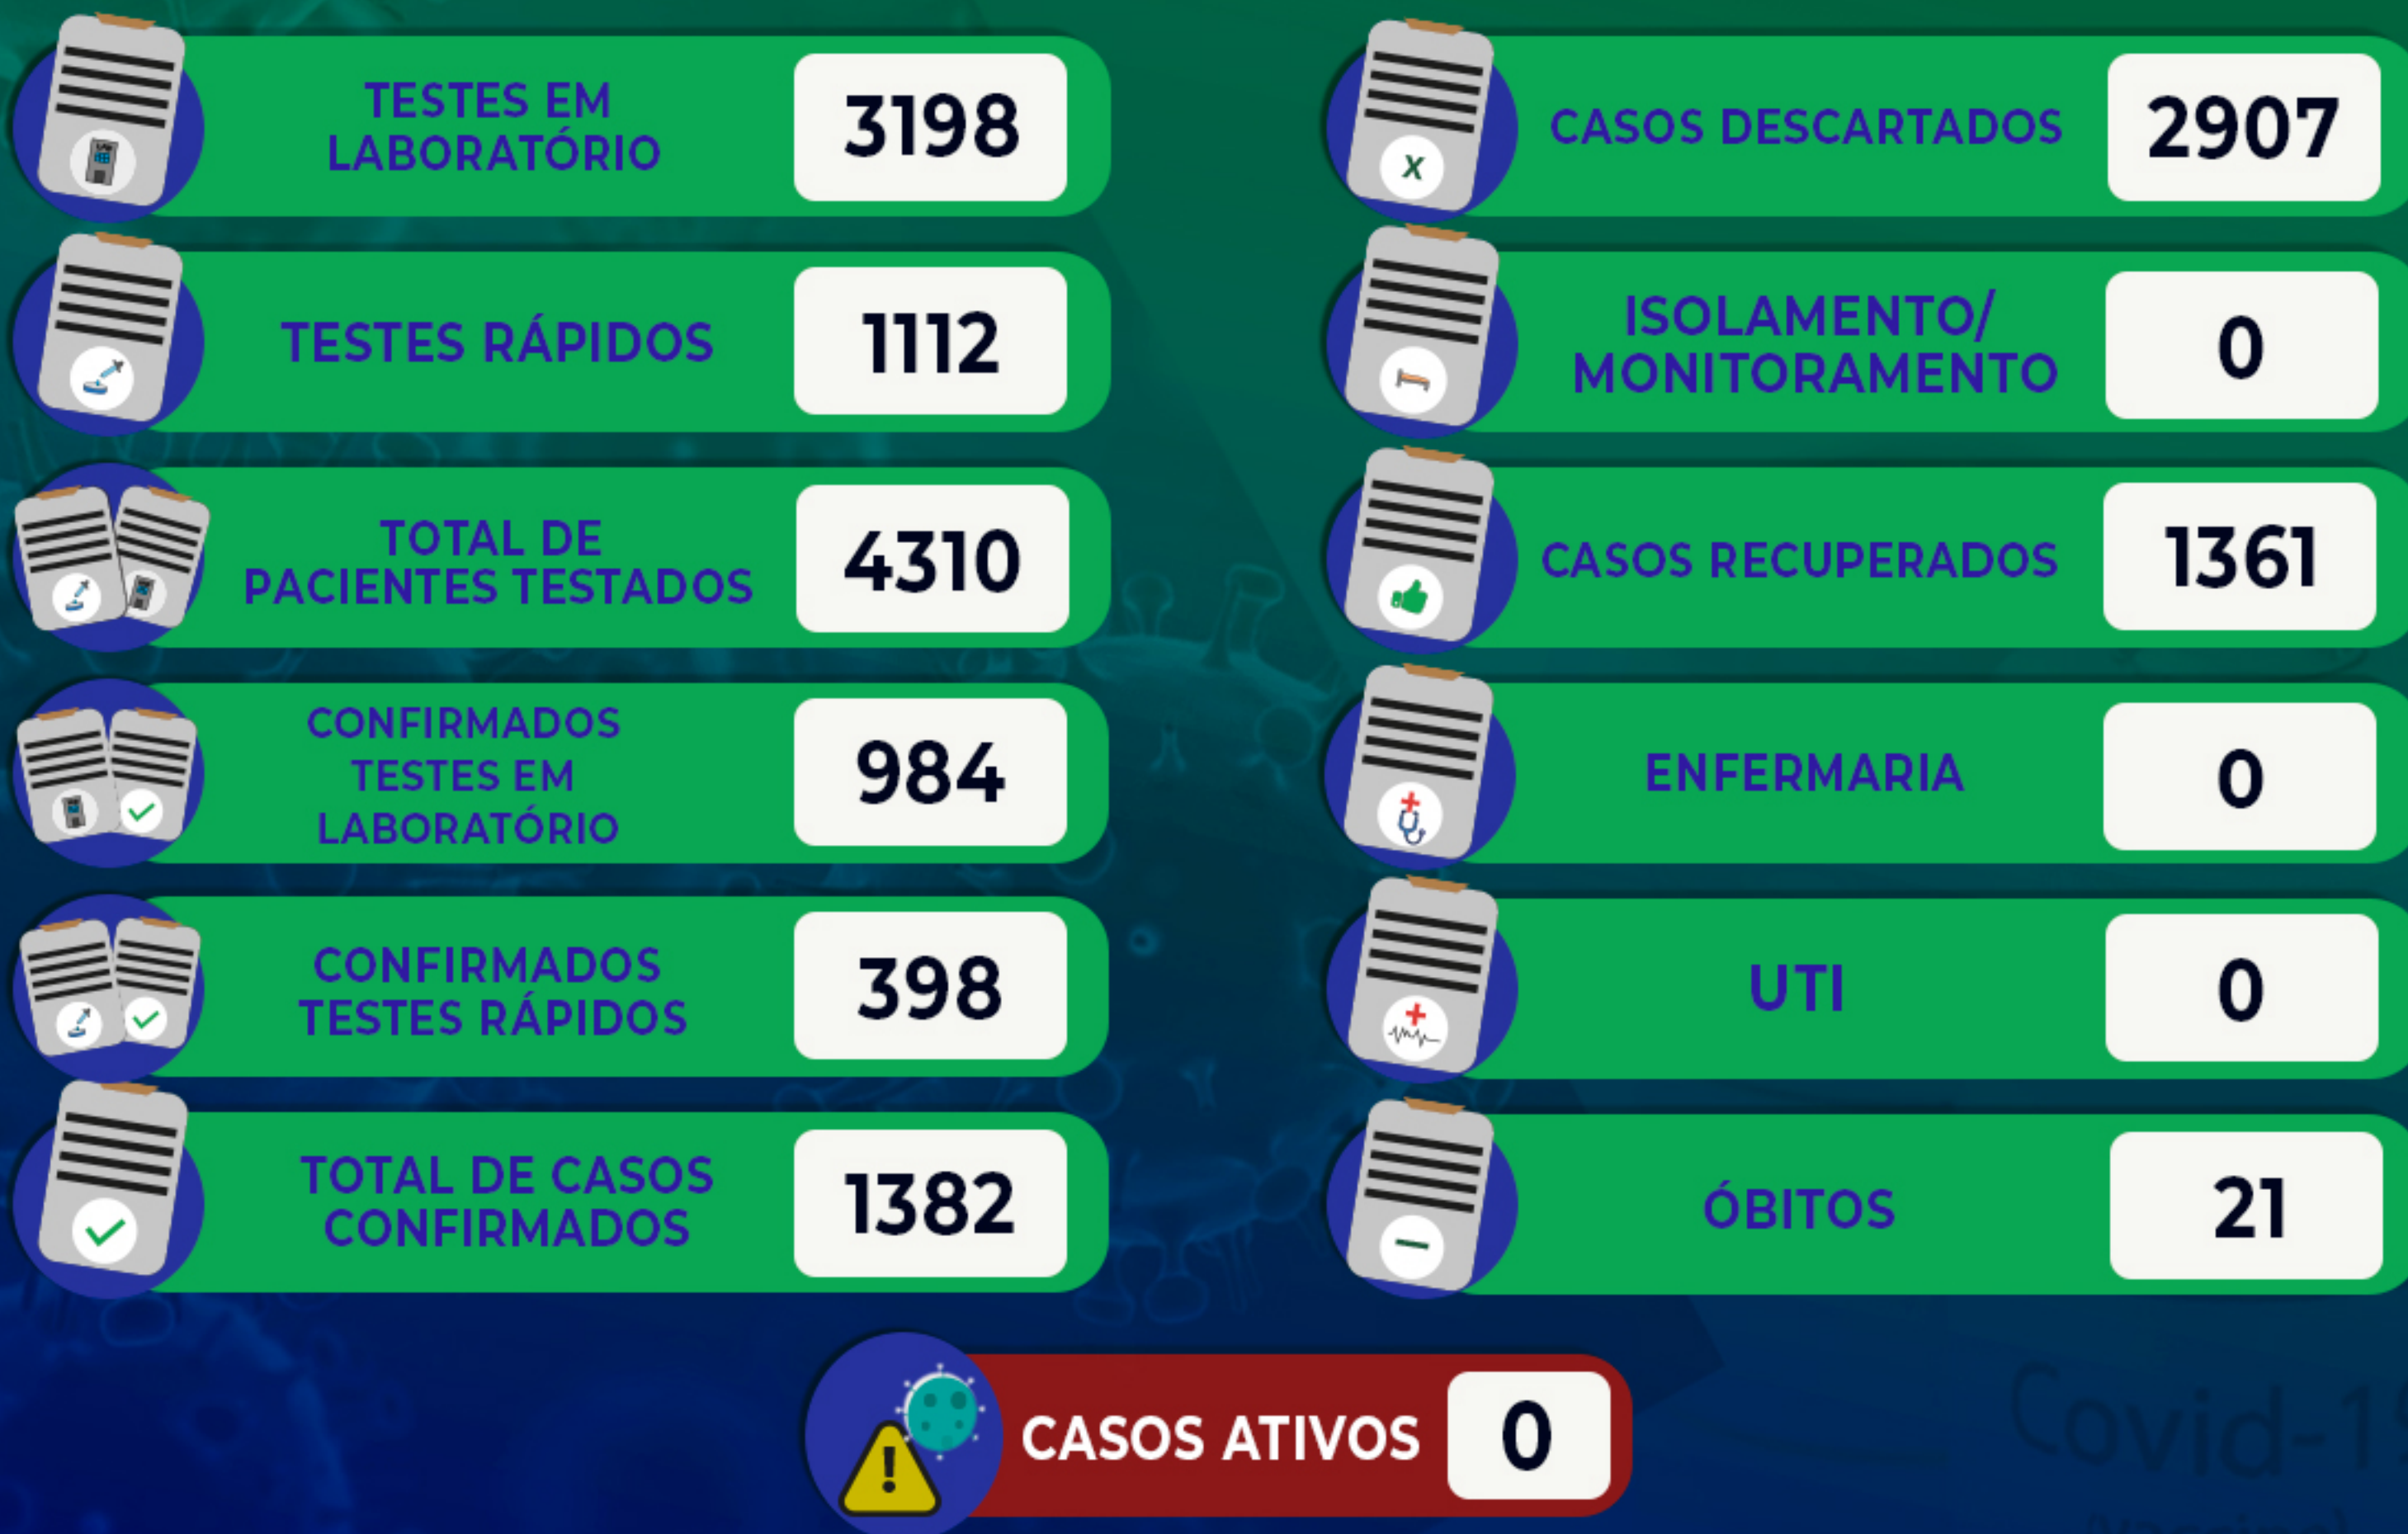 TESTES EM
LABORATÓRIO
3198
TESTES RÁPIDOS
1112
TOTAL DE
PACIENTES TESTADOS
4310
CONFIRMADOS
TESTES EM
LABORATÓRIO
984
CONFIRMADOS
TESTES RÁPIDOS
398
TOTAL DE CASOS
CONFIRMADOS
1382
CASOS DESCARTADOS
2907
X
ISOLAMENTO/
MONITORAMENTO
0
CASOS RECUPERADOS
1361
ENFERMARIA
0
UTI
0
ÓBITOS
21
CASOS ATIVOS
0
Covid-19